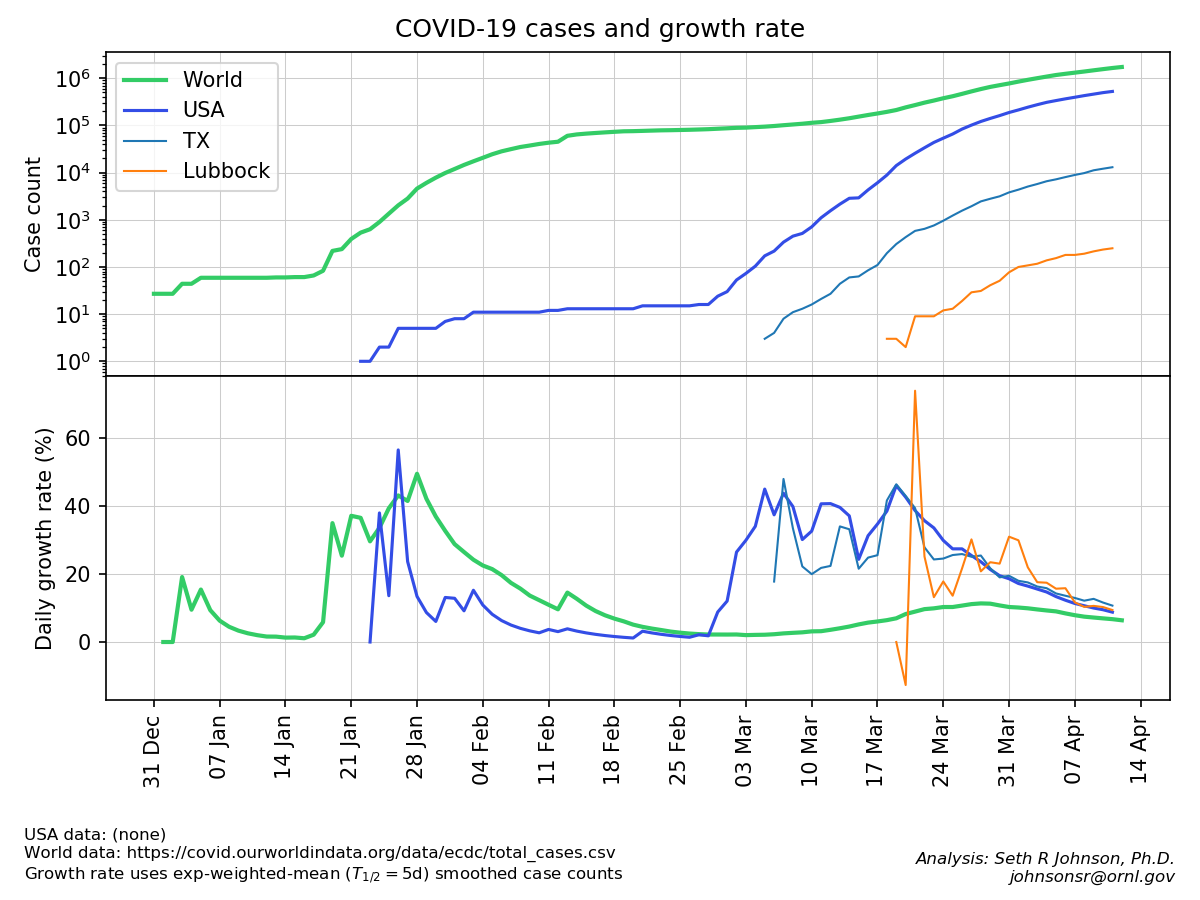 COVID-19 cases and growth rate
World
USA
TX
Lubbock
Case count
10⁶
10⁵
10⁴
10³
10²
10¹
10⁰
Daily growth rate (%)
60
40
20
0
31 Dec
07 Jan
14 Jan
21 Jan
28 Jan
04 Feb
11 Feb
18 Feb
25 Feb
03 Mar
10 Mar
17 Mar
24 Mar
31 Mar
07 Apr
14 Apr
USA data: (none)
World data: https://covid.ourworldindata.org/data/ecdc/total_cases.csv
Growth rate uses exp-weighted-mean (T₁/₂ = 5d) smoothed case counts
Analysis: Seth R Johnson, Ph.D.
johnsonsr@ornl.gov